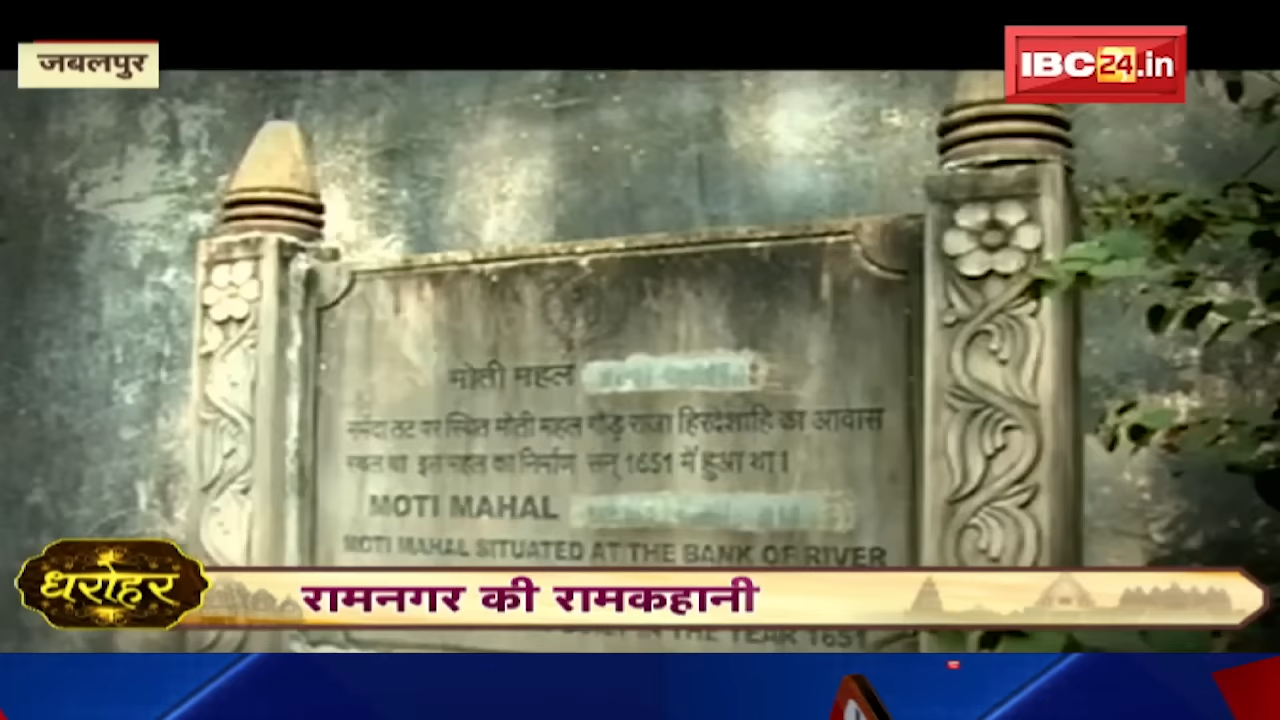 जबलपुर
IBC24.in
मोती महल
नर्मदा तट पर स्थित मोती महल गोंड़ राजा हिरदेशाहि का आवास
स्थल था इस महल का निर्माण सन् 1651 में हुआ था।
MOTI MAHAL
MOTI MAHAL SITUATED AT THE BANK OF RIVER
IN THE YEAR 1651
धरोहर
रामनगर की रामकहानी